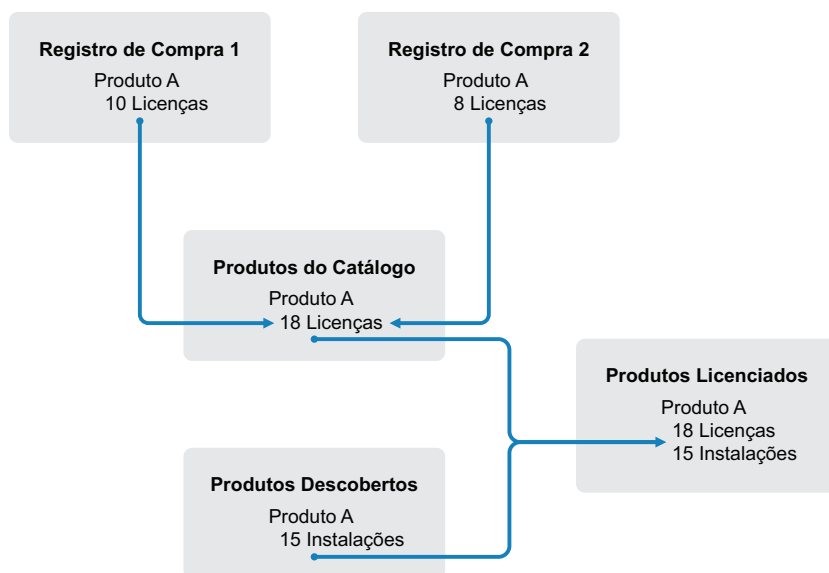 Registro de Compra 1
Produto A
10 Licenças
Registro de Compra 2
Produto A
8 Licenças
Produtos do Catálogo
Produto A
18 Licenças
Produtos Licenciados
Produto A
18 Licenças
15 Instalações
Produtos Descobertos
Produto A
15 Instalações